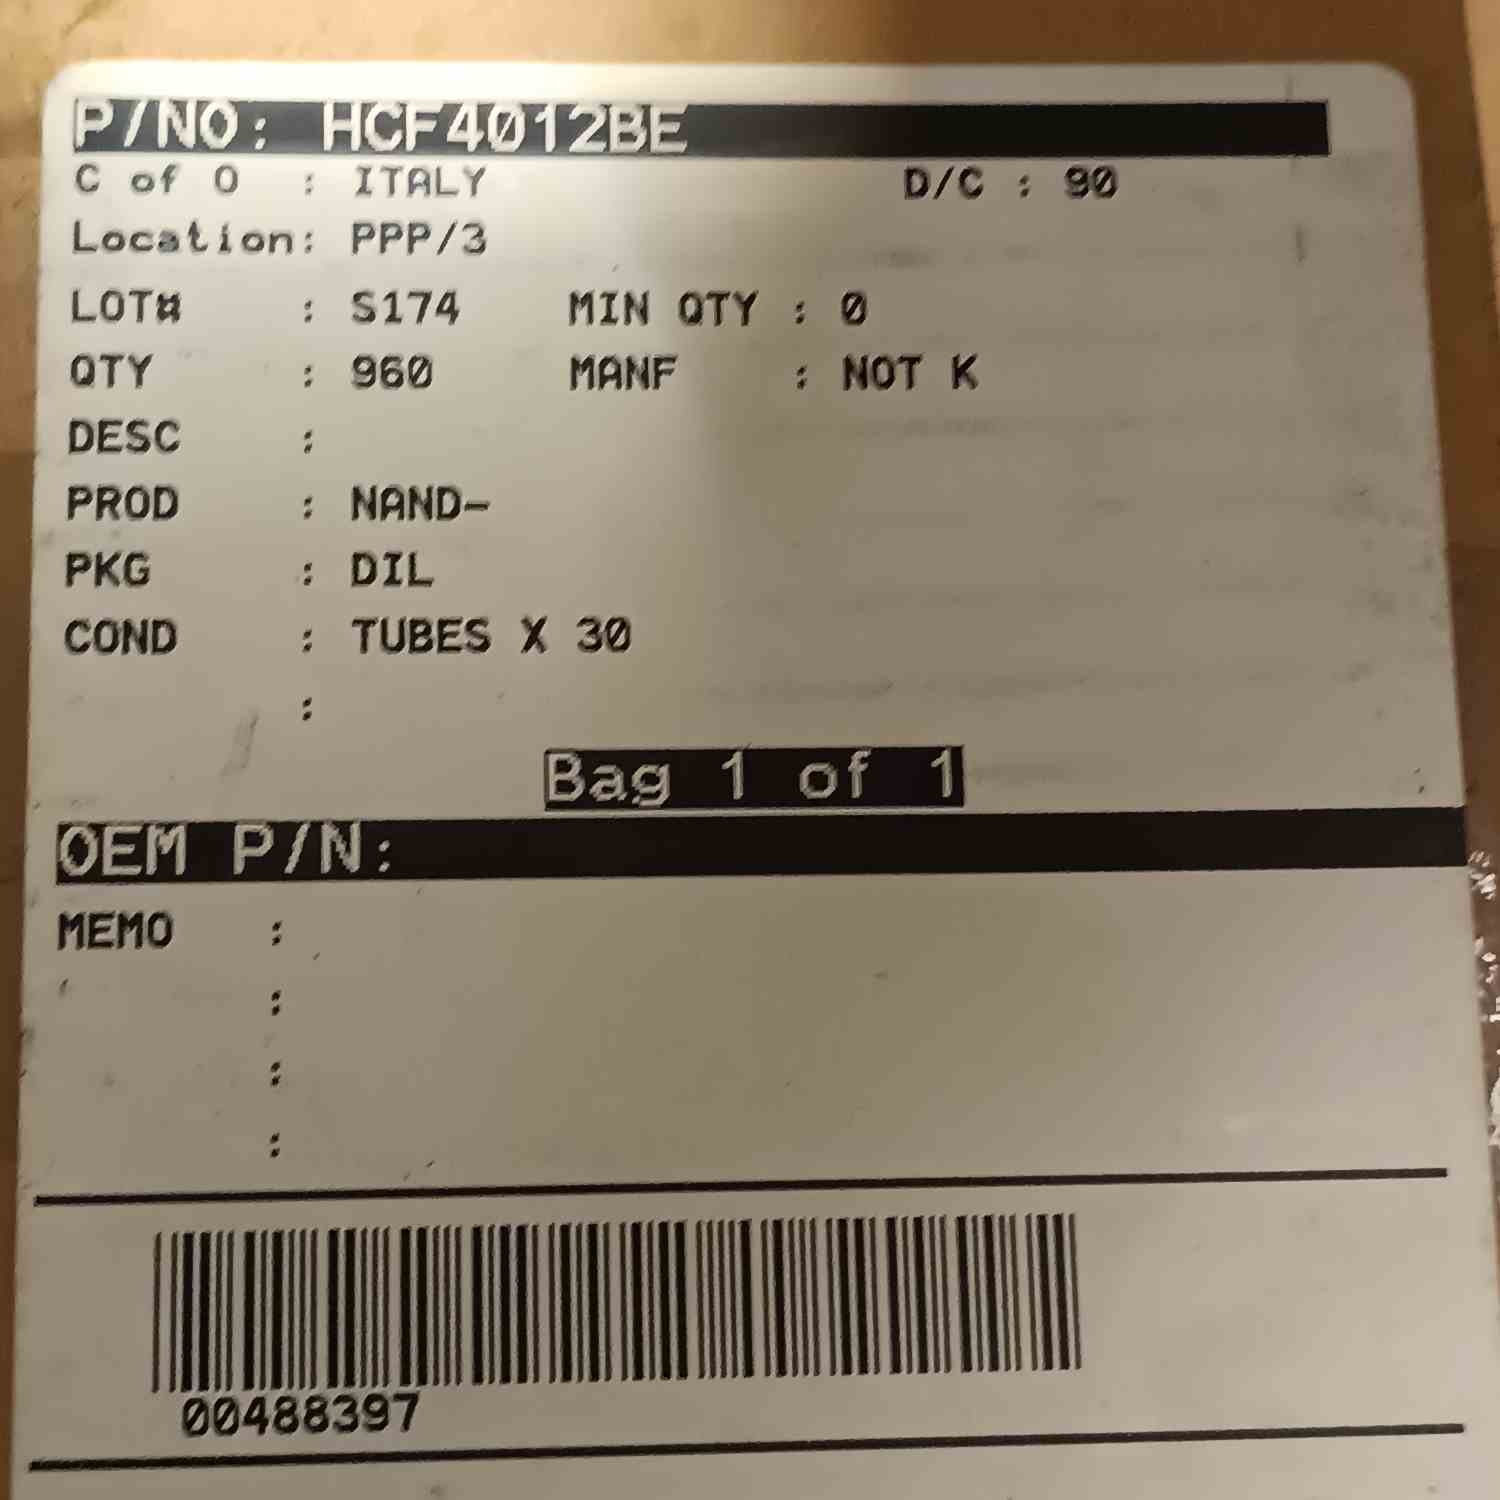 P/NO: HCF4012BE
C of O : ITALY D/C : 90
Location: PPP/3
LOT# : S174 MIN QTY : 0
QTY : 960 MANF : NOT K
DESC :
PROD : NAND-
PKG : DIL
COND : TUBES X 30
:
Bag 1 of 1
OEM P/N:
MEMO :
:
:
:
00488397